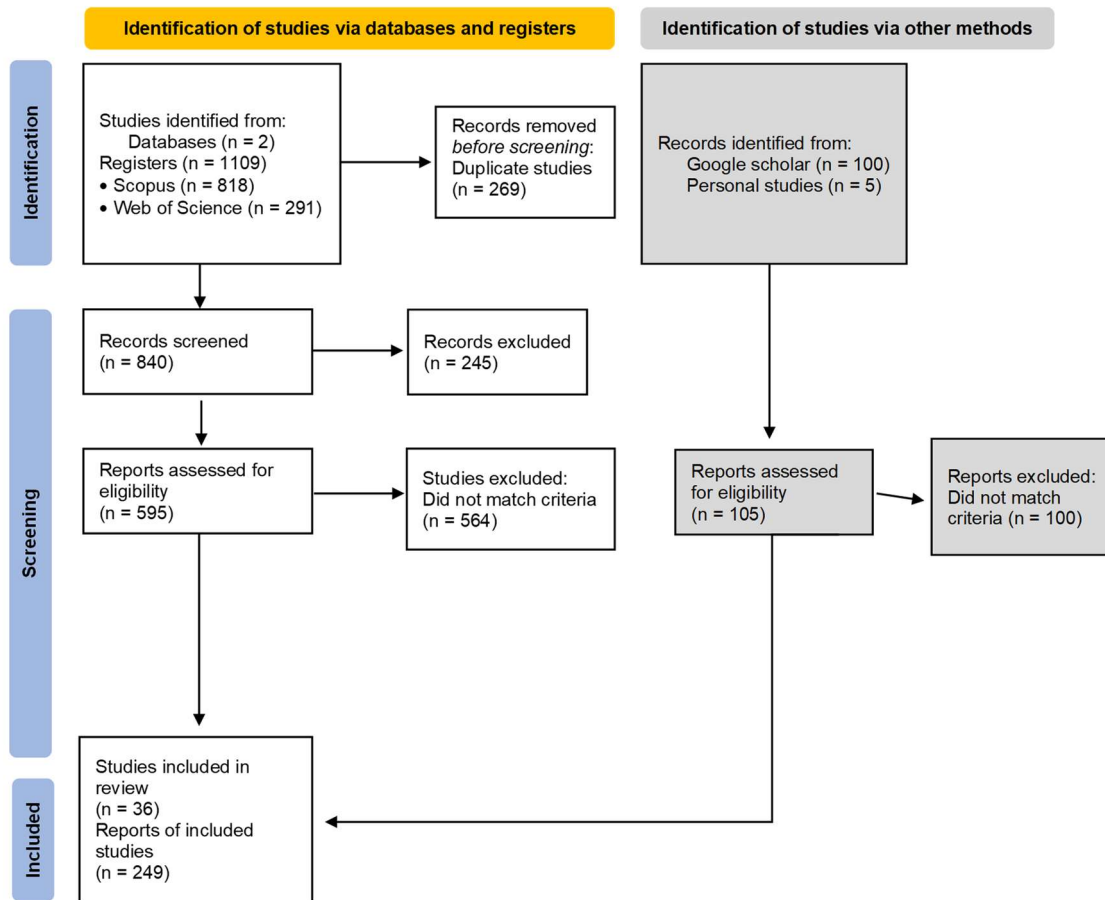 Identification of studies via databases and registers
Identification of studies via other methods
Identification
Studies identified from:
Databases (n = 2)
Registers (n = 1109)
• Scopus (n = 818)
• Web of Science (n = 291)
Records removed
before screening:
Duplicate studies
(n = 269)
Records identified from:
Google scholar (n = 100)
Personal studies (n = 5)
Screening
Records screened
(n = 840)
Records excluded
(n = 245)
Reports assessed for
eligibility
(n = 595)
Studies excluded:
Did not match criteria
(n = 564)
Reports assessed
for eligibility
(n = 105)
Reports excluded:
Did not match
criteria (n = 100)
Included
Studies included in
review
(n = 36)
Reports of included
studies
(n = 249)